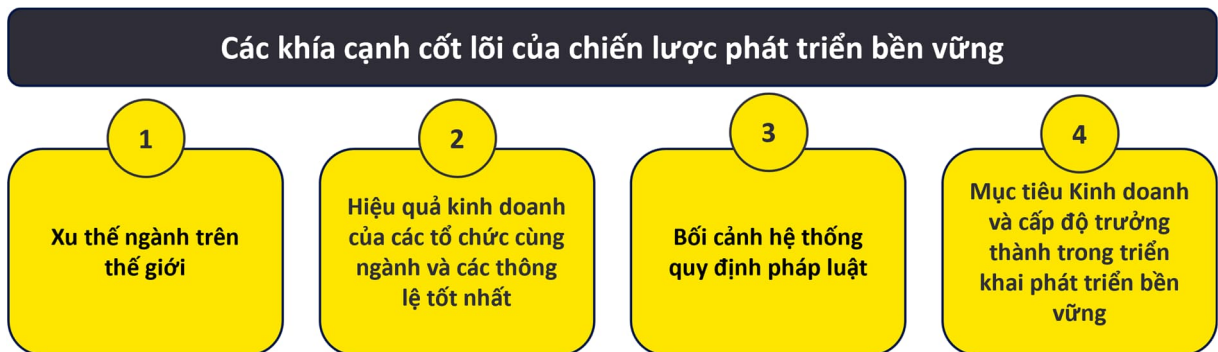 Các khía cạnh cốt lõi của chiến lược phát triển bền vững
1
Xu thế ngành trên
thế giới
2
Hiệu quả kinh doanh
của các tổ chức cùng
ngành và các thông
lệ tốt nhất
3
Bối cảnh hệ thống
quy định pháp luật
4
Mục tiêu Kinh doanh
và cấp độ trưởng
thành trong triển
khai phát triển bền
vững